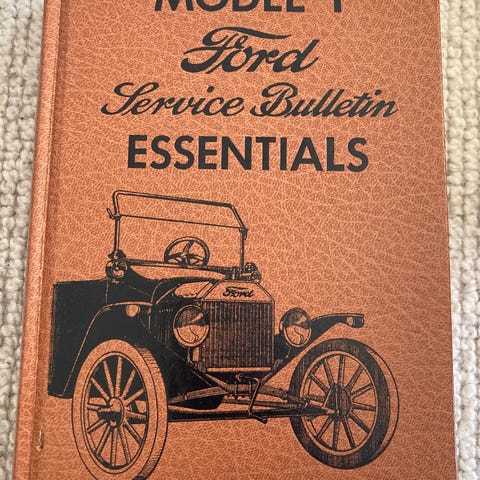 MODEL T
Ford
Service Bulletin
ESSENTIALS
Ford